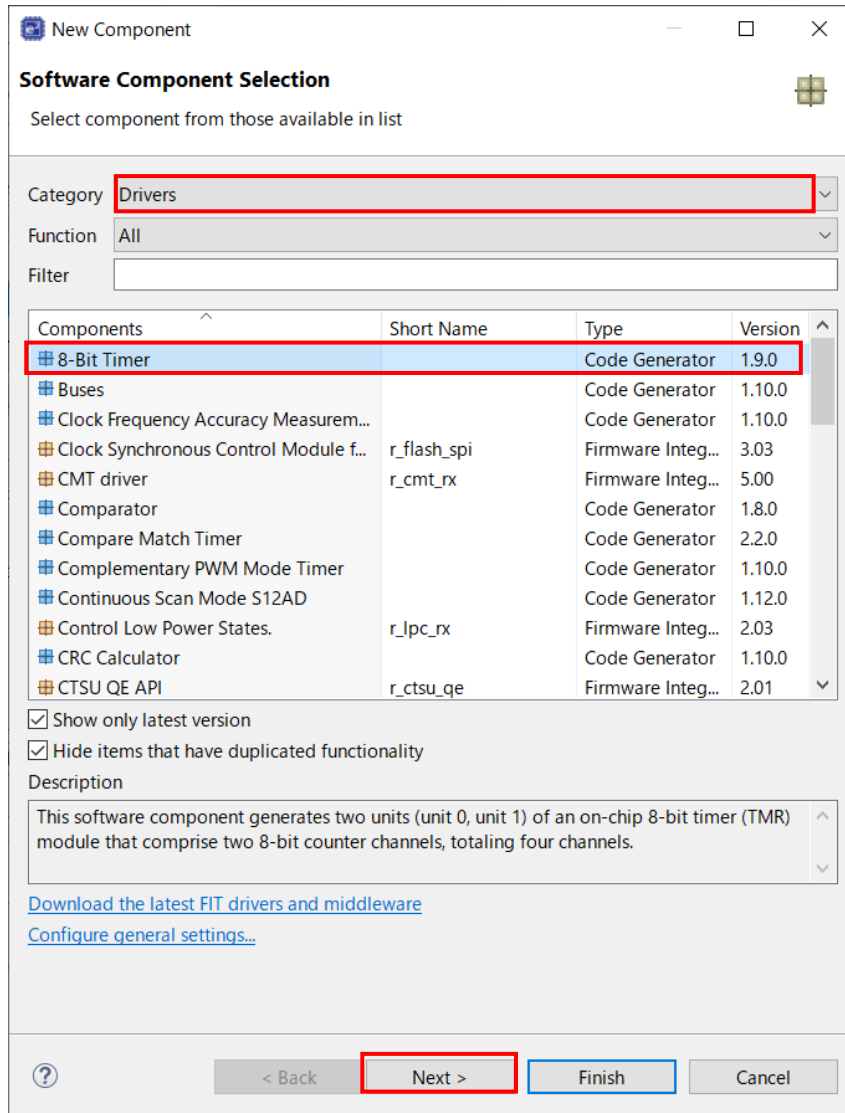 New Component
Software Component Selection
Select component from those available in list
Category Drivers
Function All
Filter
Components Short Name Type Version
8-Bit Timer Code Generator 1.9.0
Buses Code Generator 1.10.0
Clock Frequency Accuracy Measurem... Code Generator 1.10.0
Clock Synchronous Control Module f... r_flash_spi Firmware Integ... 3.03
CMT driver r_cmt_rx Firmware Integ... 5.00
Comparator Code Generator 1.8.0
Compare Match Timer Code Generator 2.2.0
Complementary PWM Mode Timer Code Generator 1.10.0
Continuous Scan Mode S12AD Code Generator 1.12.0
Control Low Power States. r_lpc_rx Firmware Integ... 2.03
CRC Calculator Code Generator 1.10.0
CTSU QE API r_ctsu_qe Firmware Integ... 2.01
Show only latest version
Hide items that have duplicated functionality
Description
This software component generates two units (unit 0, unit 1) of an on-chip 8-bit timer (TMR)
module that comprise two 8-bit counter channels, totaling four channels.
Download the latest FIT drivers and middleware
Configure general settings...
? < Back Next > Finish Cancel